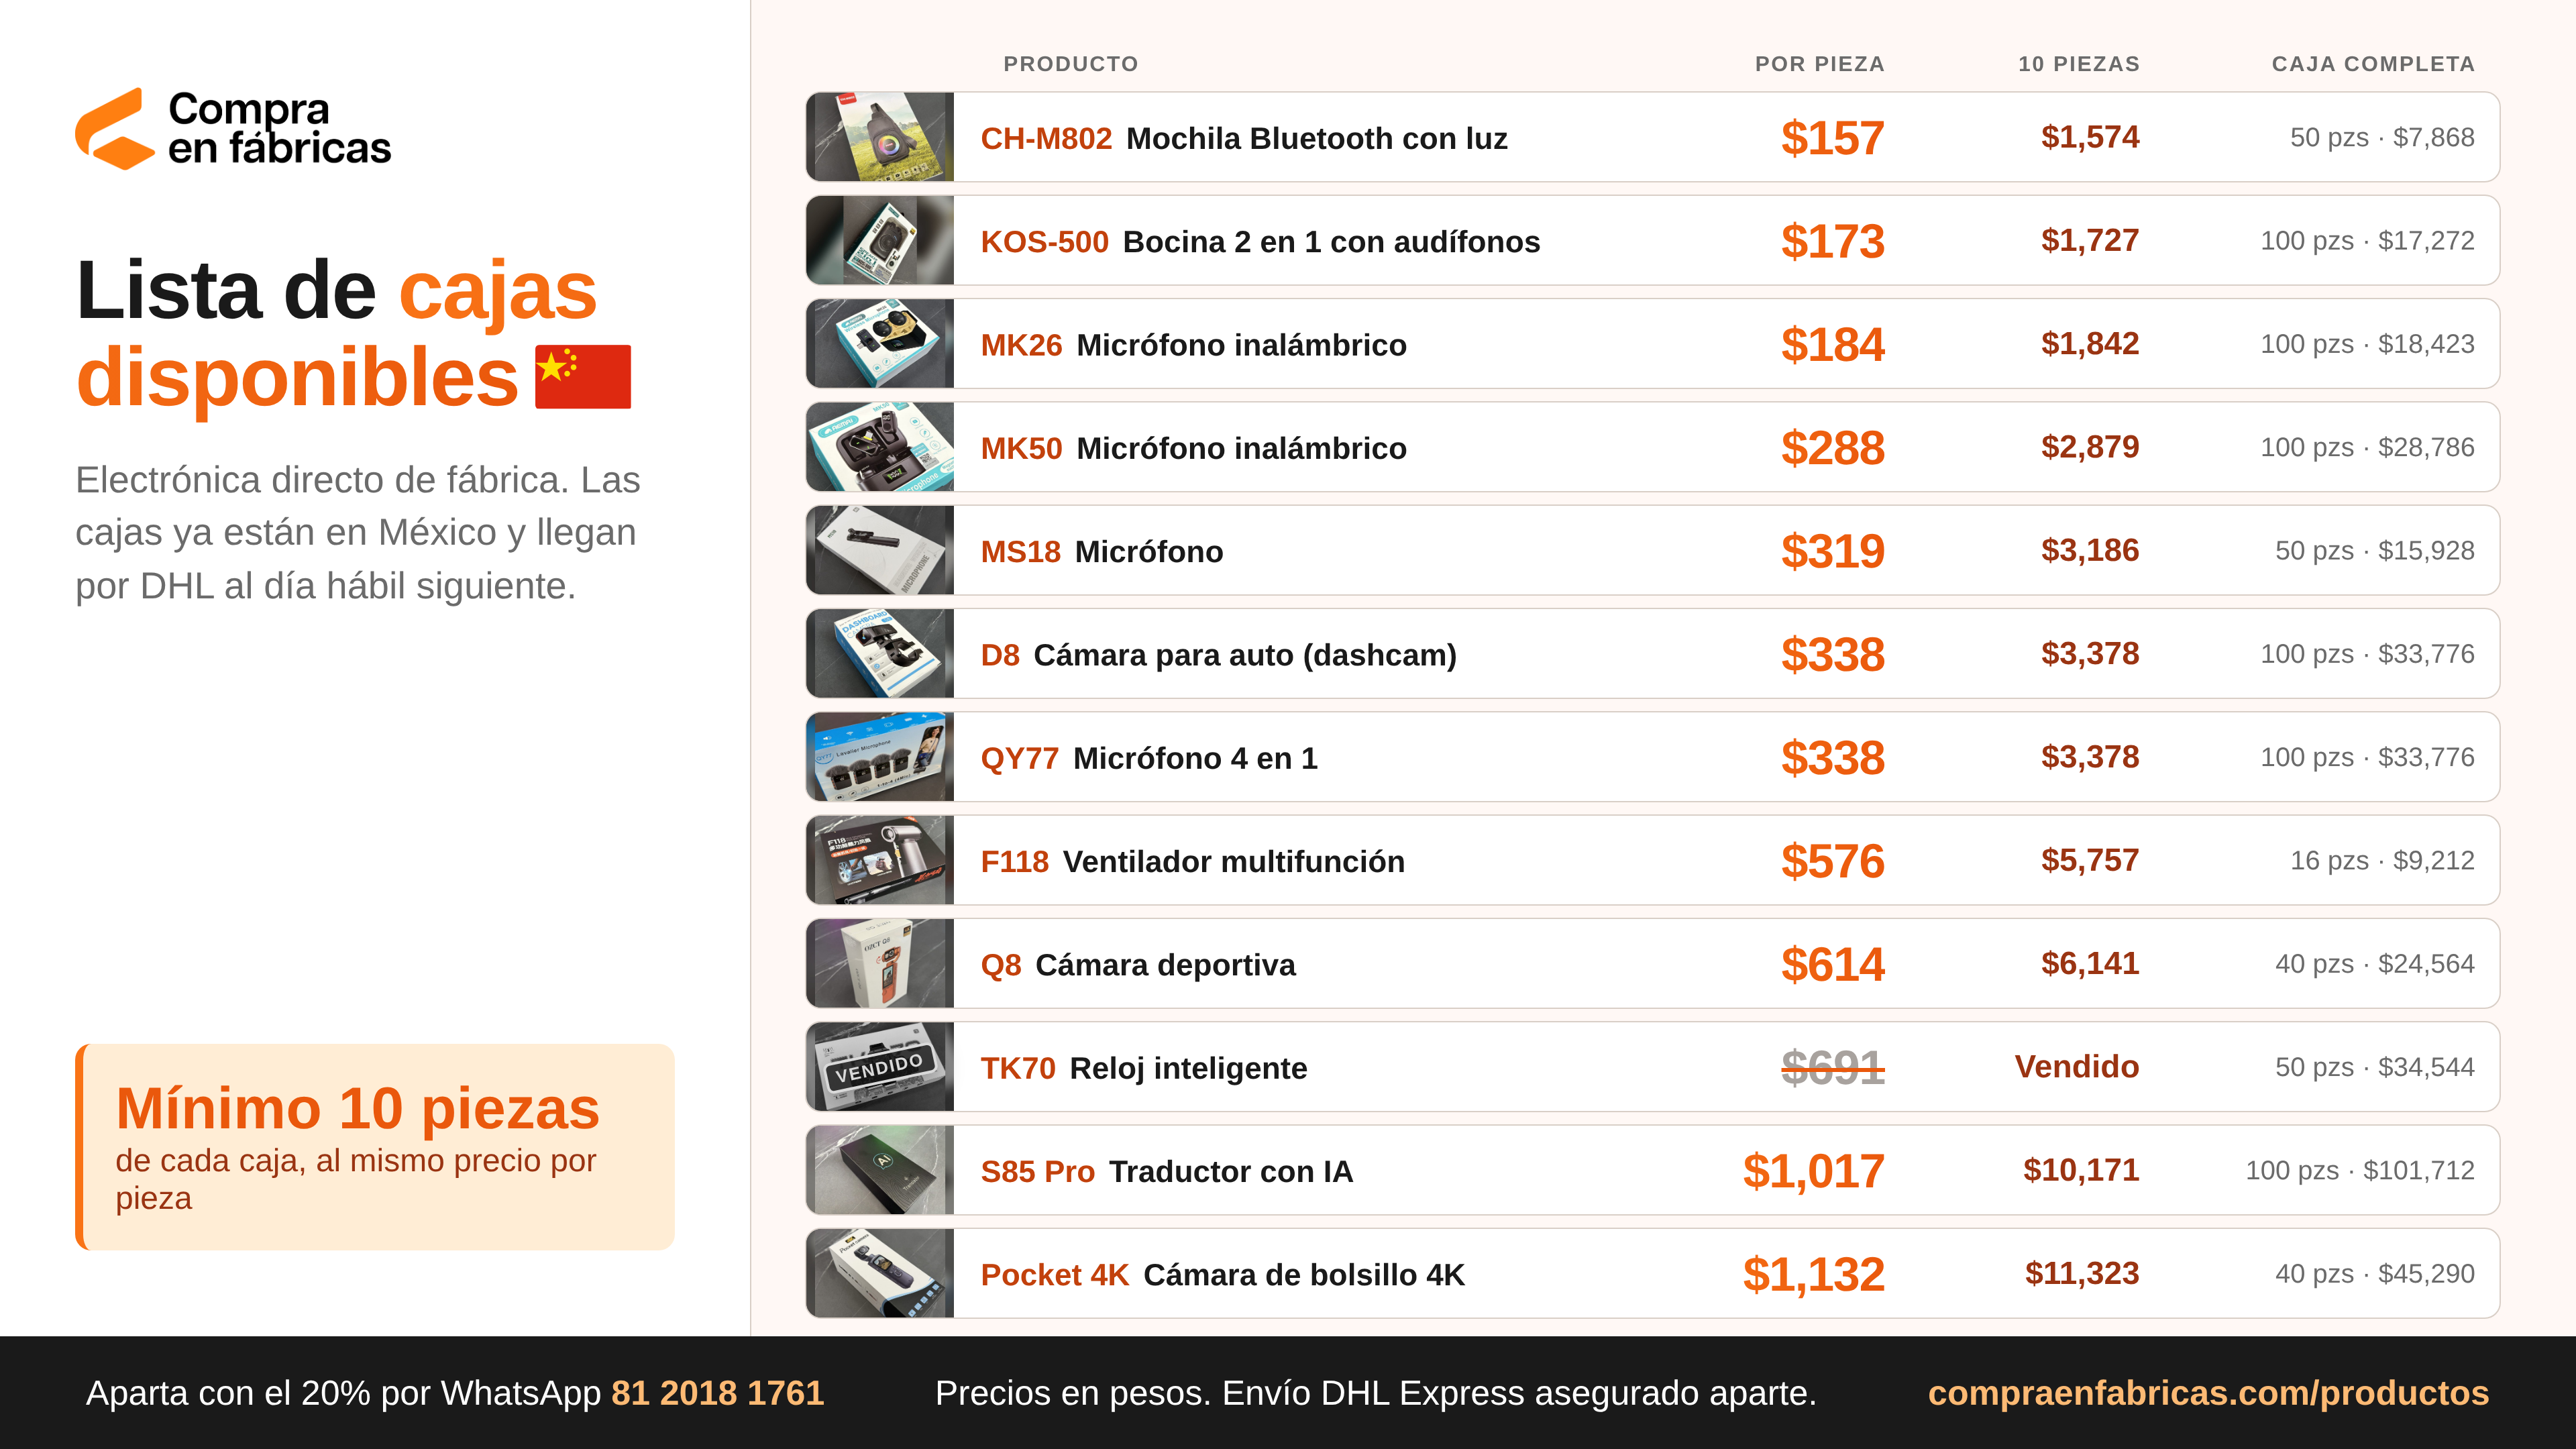 Compra
en fábricas
Lista de cajas
disponibles
Electrónica directo de fábrica. Las
cajas ya están en México y llegan
por DHL al día hábil siguiente.
Mínimo 10 piezas
de cada caja, al mismo precio por
pieza
PRODUCTO POR PIEZA 10 PIEZAS CAJA COMPLETA
CH-M802 Mochila Bluetooth con luz $157 $1,574 50 pzs · $7,868
KOS-500 Bocina 2 en 1 con audífonos $173 $1,727 100 pzs · $17,272
MK26 Micrófono inalámbrico $184 $1,842 100 pzs · $18,423
MK50 Micrófono inalámbrico $288 $2,879 100 pzs · $28,786
MICROPHONE
MS18 Micrófono $319 $3,186 50 pzs · $15,928
DASHBOARD
D8 Cámara para auto (dashcam) $338 $3,378 100 pzs · $33,776
QY77 Lavalier Microphone
QY77 Micrófono 4 en 1 $338 $3,378 100 pzs · $33,776
F118
F118 Ventilador multifunción $576 $5,757 16 pzs · $9,212
Q8 Cámara deportiva $614 $6,141 40 pzs · $24,564
VENDIDO
TK70 Reloj inteligente $691 Vendido 50 pzs · $34,544
AI
S85 Pro Traductor con IA $1,017 $10,171 100 pzs · $101,712
Pocket camera
Pocket 4K Cámara de bolsillo 4K $1,132 $11,323 40 pzs · $45,290
Aparta con el 20% por WhatsApp 81 2018 1761 Precios en pesos. Envío DHL Express asegurado aparte. compraenfabricas.com/productos